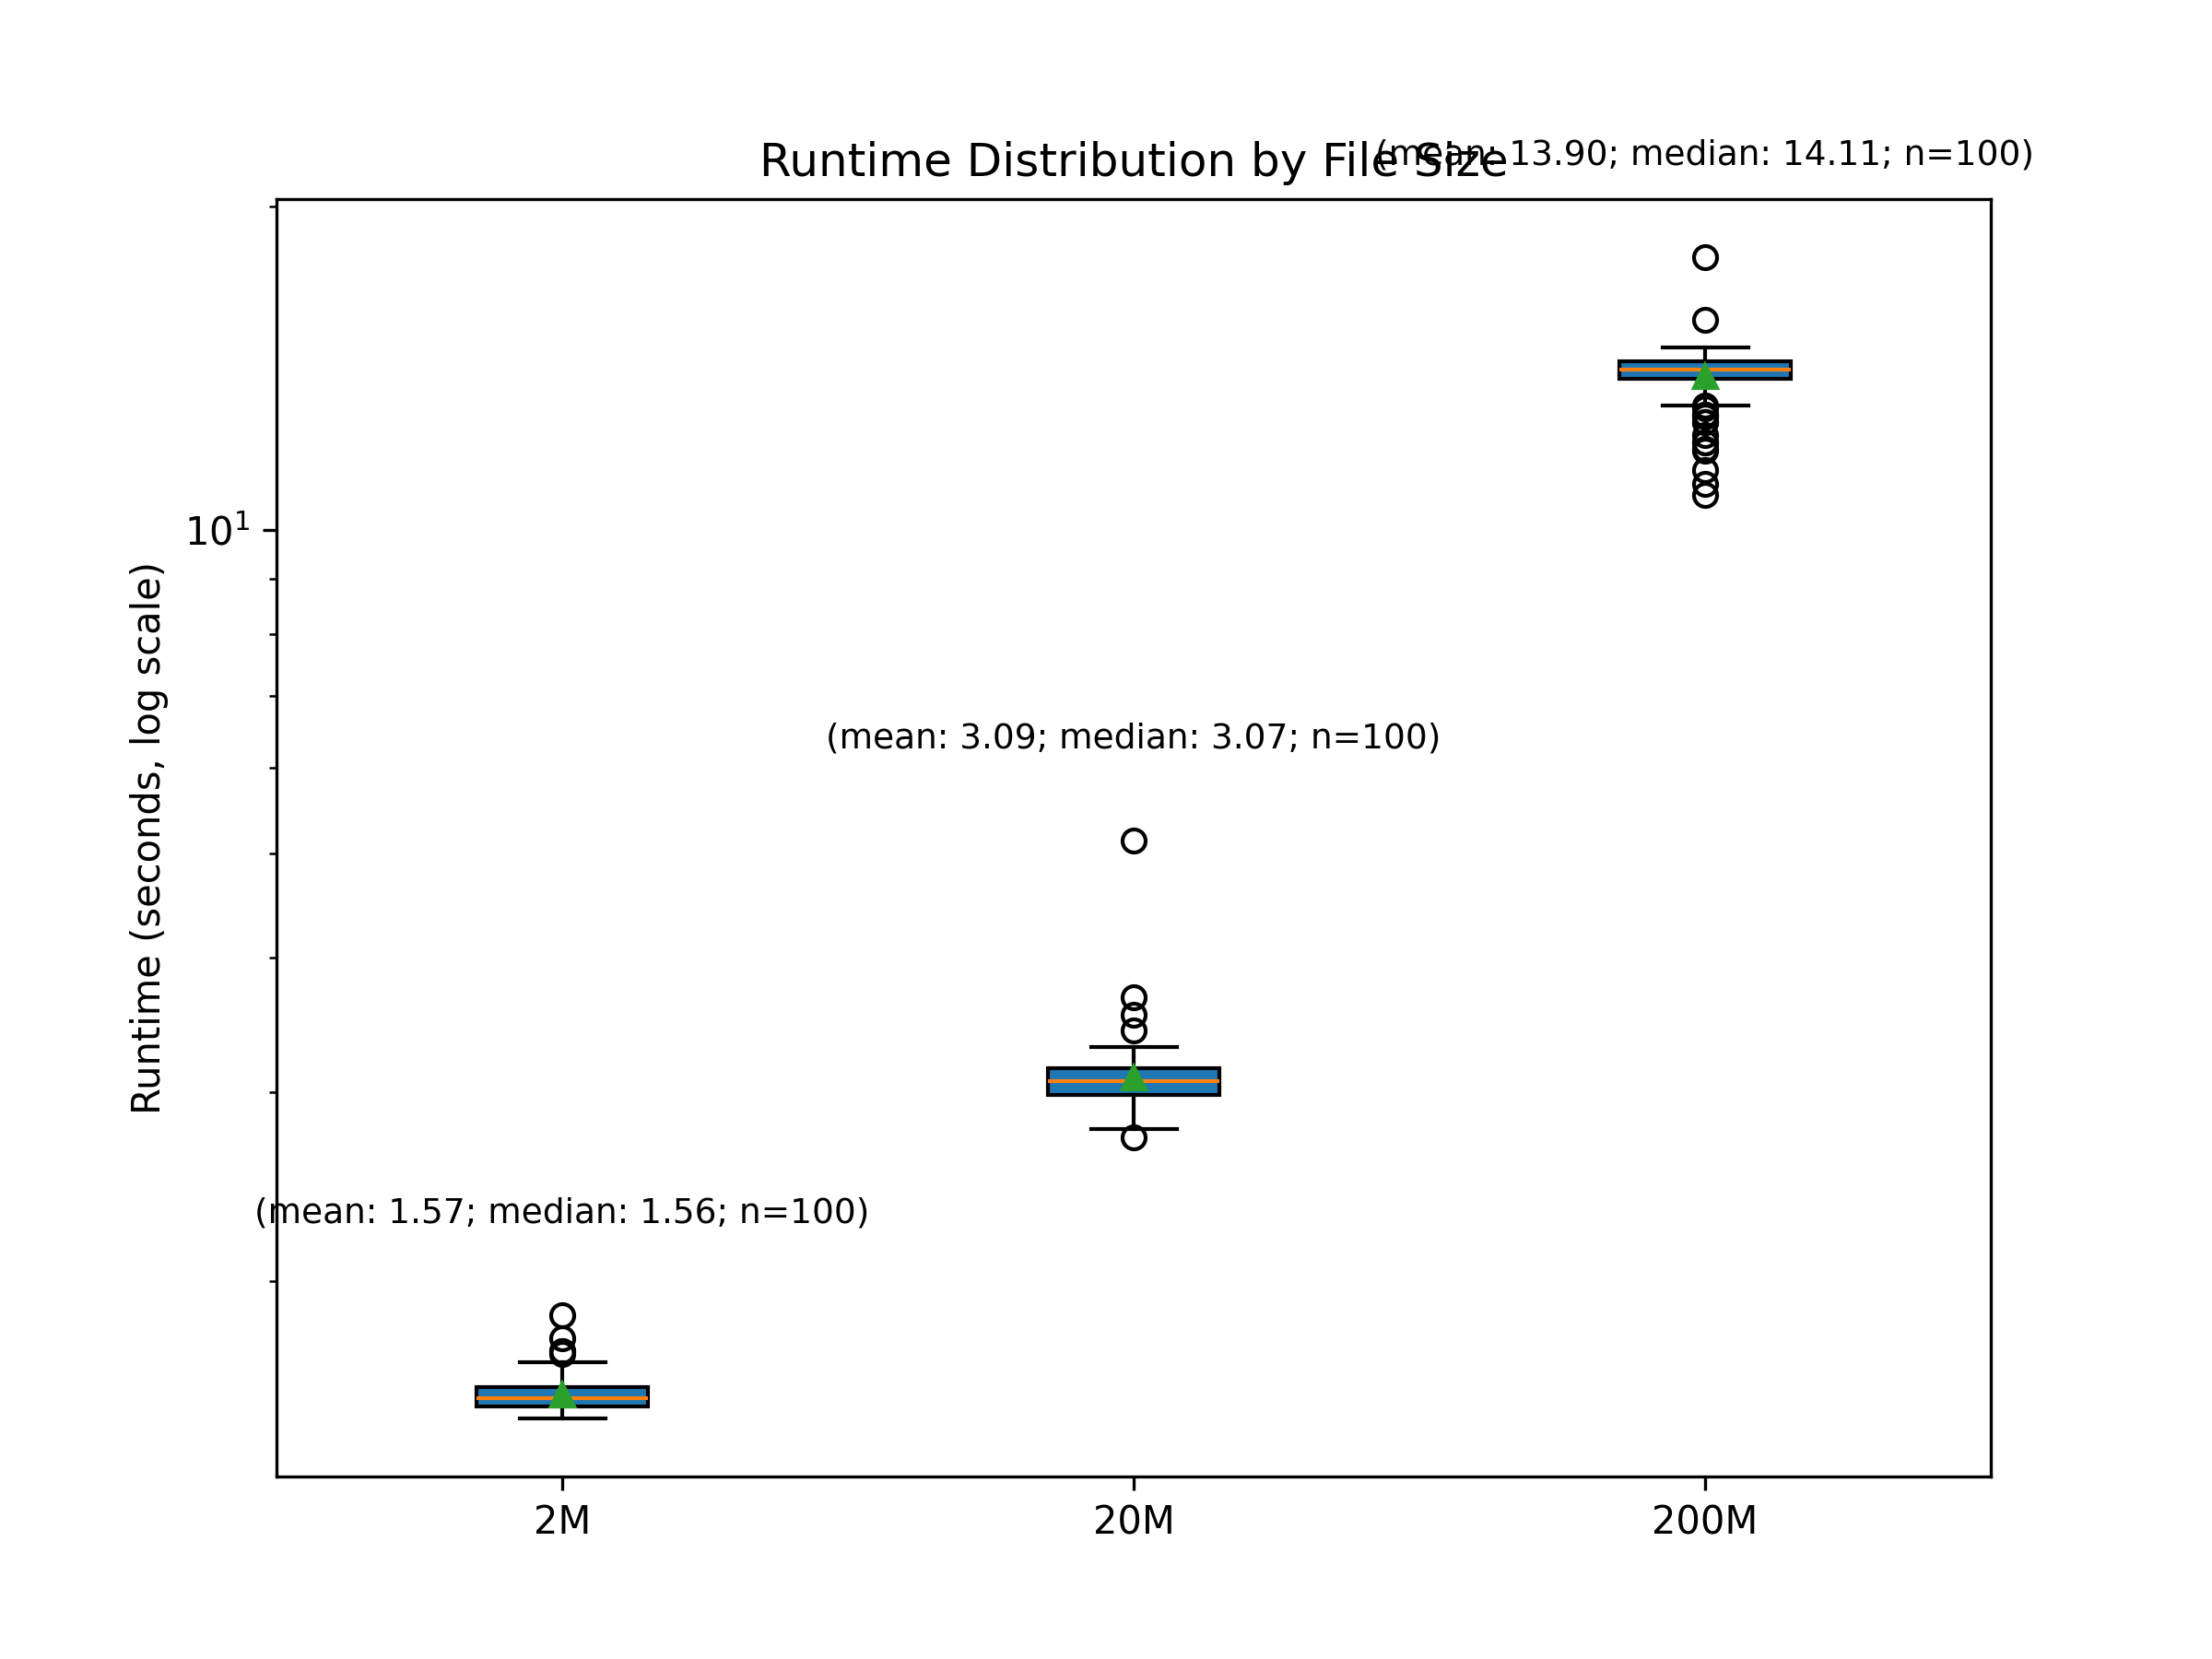 Runtime Distribution by File Size
(mean: 13.90; median: 14.11; n=100)
10¹
Runtime (seconds, log scale)
(mean: 3.09; median: 3.07; n=100)
(mean: 1.57; median: 1.56; n=100)
2M
20M
200M